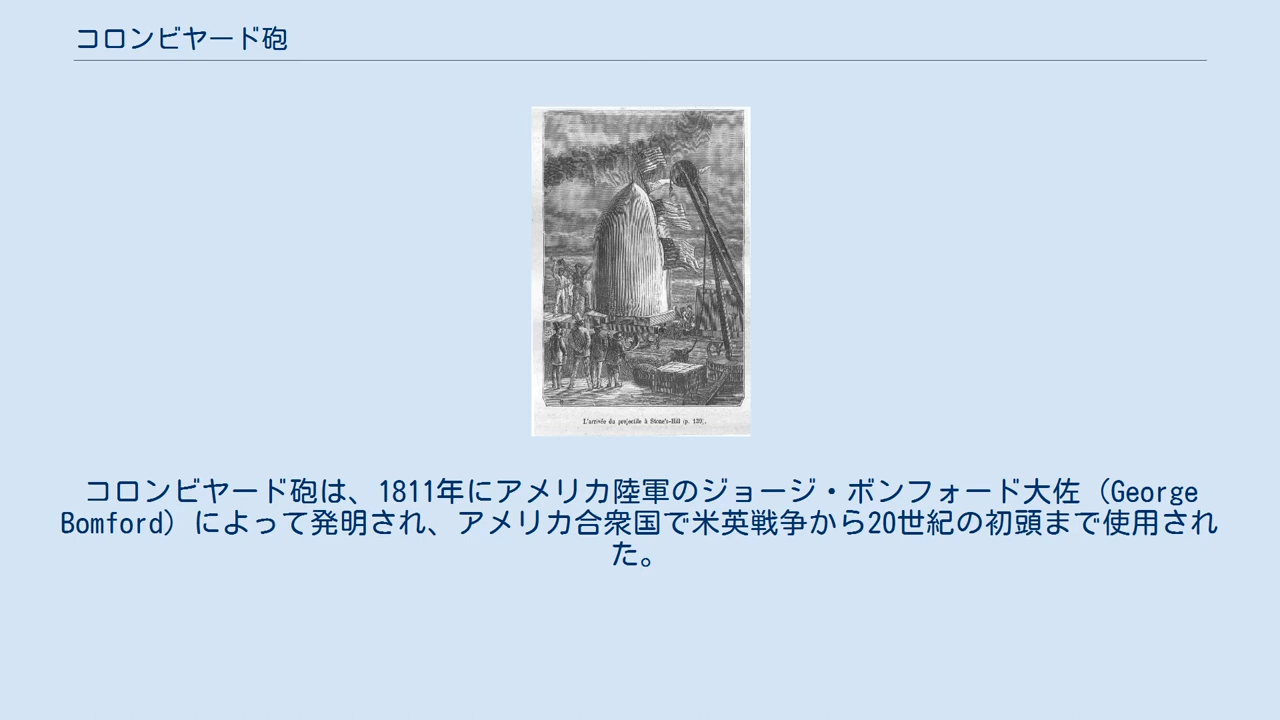 コロンビヤード砲
L'arrivée du projectile à Stone's-Hill (p. 139).
コロンビヤード砲は、1811年にアメリカ陸軍のジョージ・ボンフォード大佐（George
Bomford）によって発明され、アメリカ合衆国で米英戦争から20世紀の初頭まで使用され
た。